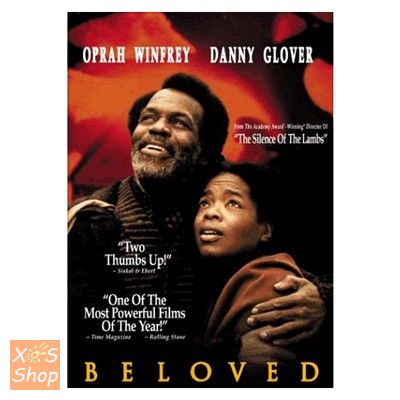 OPRAH WINFREY DANNY GLOVER
From The Academy Award-Winning® Director Of
"The Silence Of The Lambs"
"Two
Thumbs Up!"
– Siskel & Ebert
"One Of The
Most Powerful Films
Of The Year!"
– Time Magazine – Rolling Stone
BELOVED
XOS
Shop